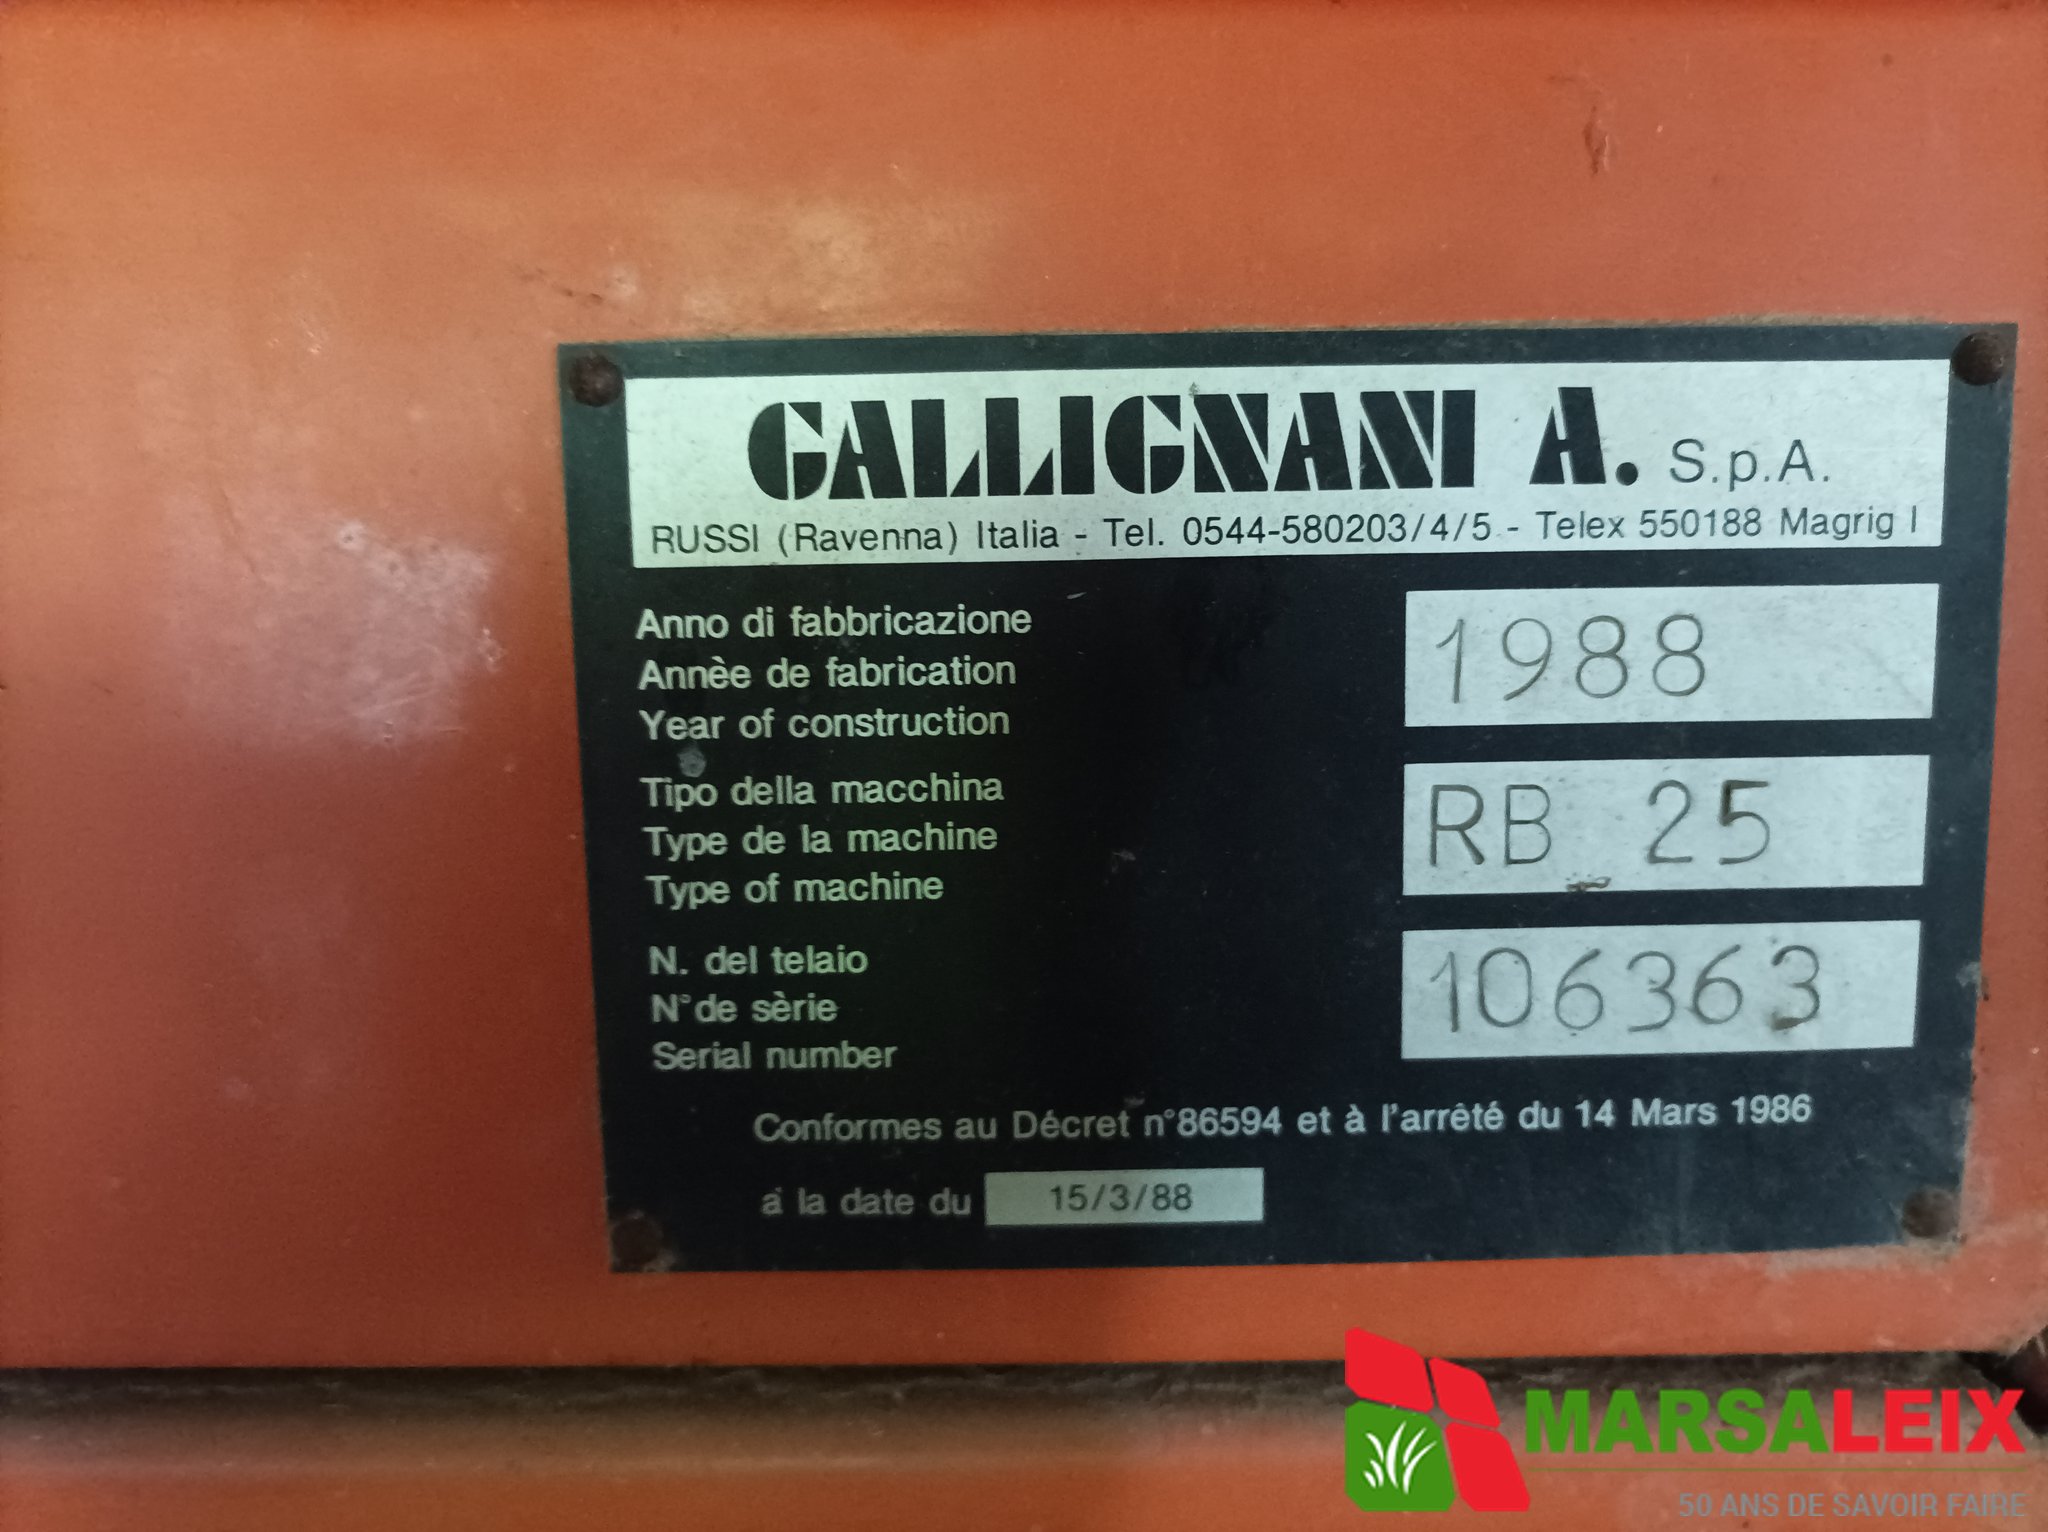 GALLIGNANI A. S.p.A.
RUSSI (Ravenna) Italia - Tel. 0544-580203/4/5 - Telex 550188 Magrig I
Anno di fabbricazione
Annèe de fabrication
Year of construction
1988
Tipo della macchina
Type de la machine
Type of machine
RB 25
N. del telaio
N° de sèrie
Serial number
106363
Conformes au Décret n°86594 et à l'arrêté du 14 Mars 1986
à la date du 15/3/88
MARSALEIX
50 ANS DE SAVOIR FAIRE